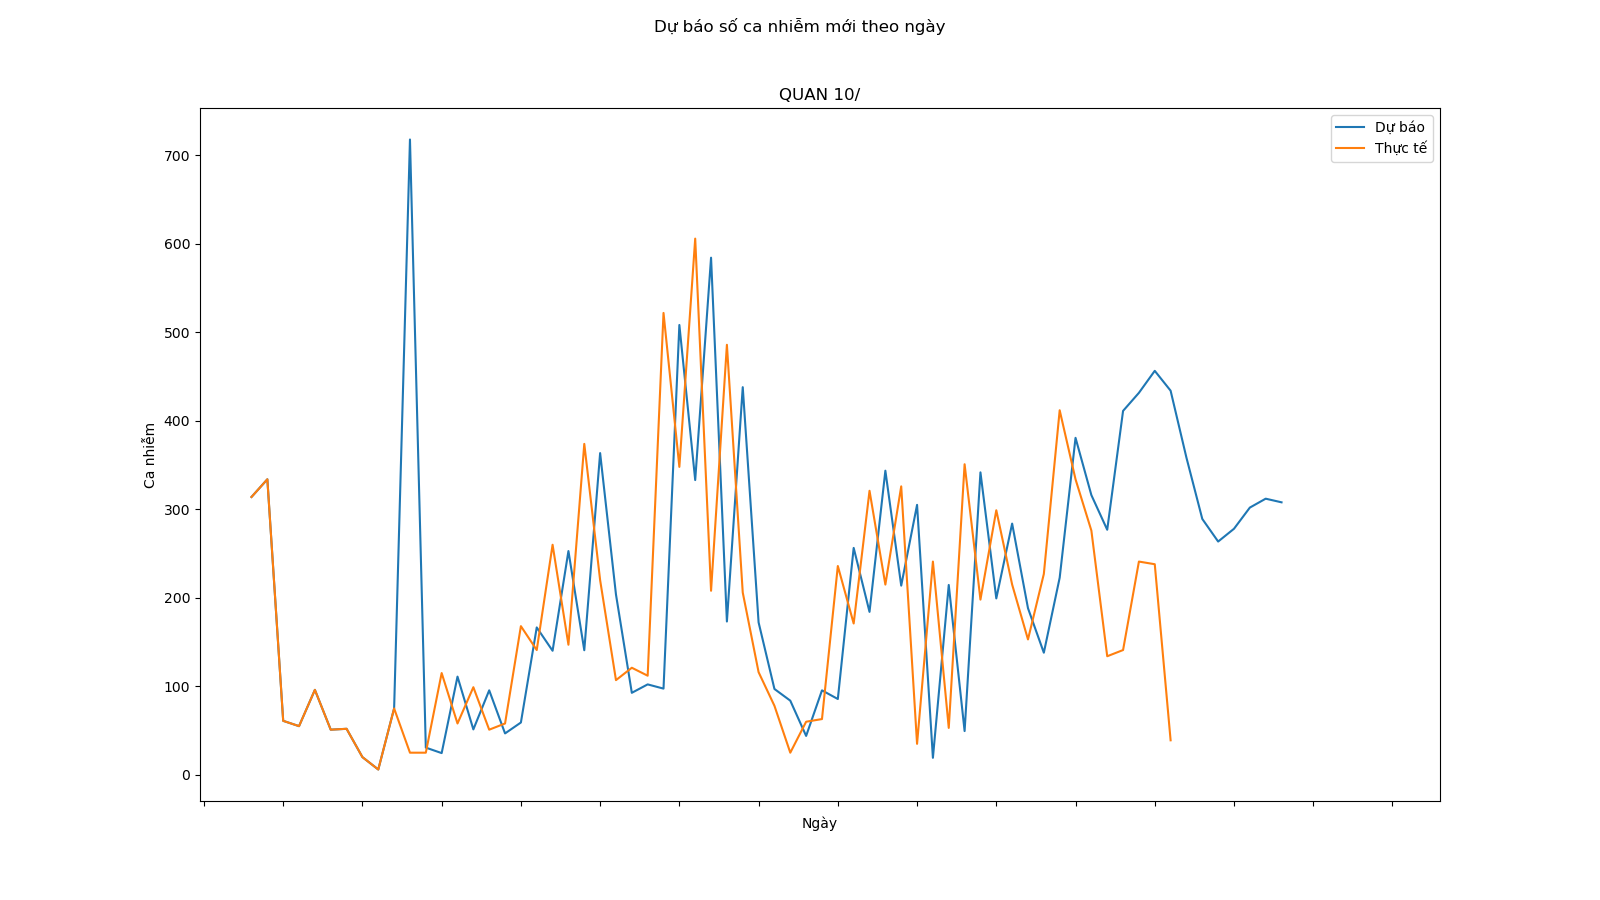 Dự báo số ca nhiễm mới theo ngày
QUAN 10/
Dự báo
Thực tế
700
600
500
400
300
200
100
0
Ca nhiễm
Ngày